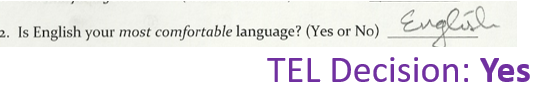 2. Is English your most comfortable language? (Yes or No) English
TEL Decision: Yes